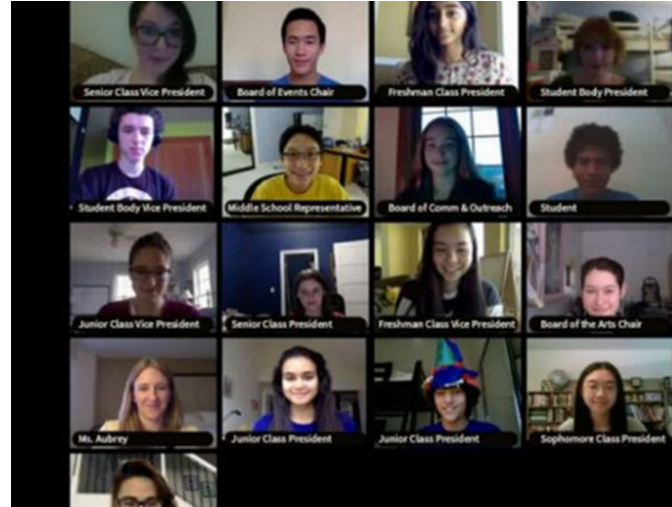 Senior Class Vice President
Board of Events Chair
Freshman Class President
Student Body President
Student Body Vice President
Middle School Representative
Board of Comm & Outreach
Student
Junior Class Vice President
Senior Class President
Freshman Class Vice President
Board of the Arts Chair
Ms. Aubrey
Junior Class President
Junior Class President
Sophomore Class President